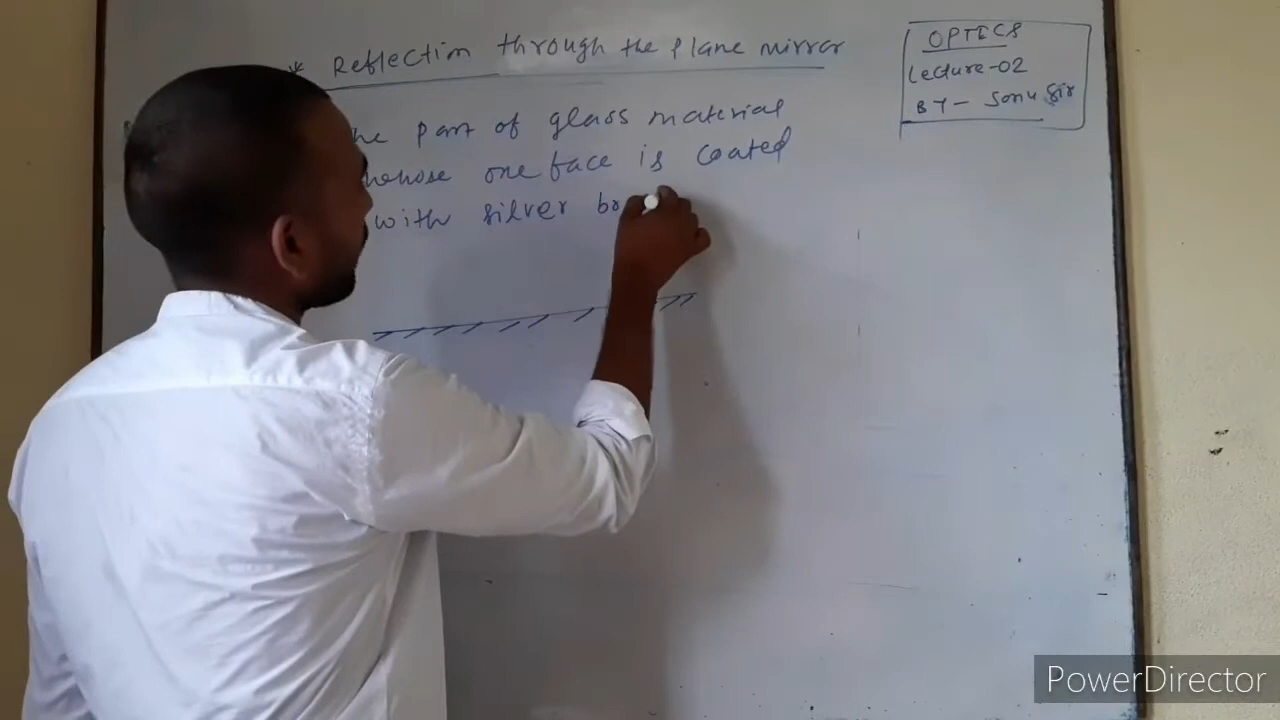 * Reflection through the plane mirror
OPTICS
Lecture-02
BY - Sonu Sir
he part of glass material
whose one face is coated
with silver br
PowerDirector